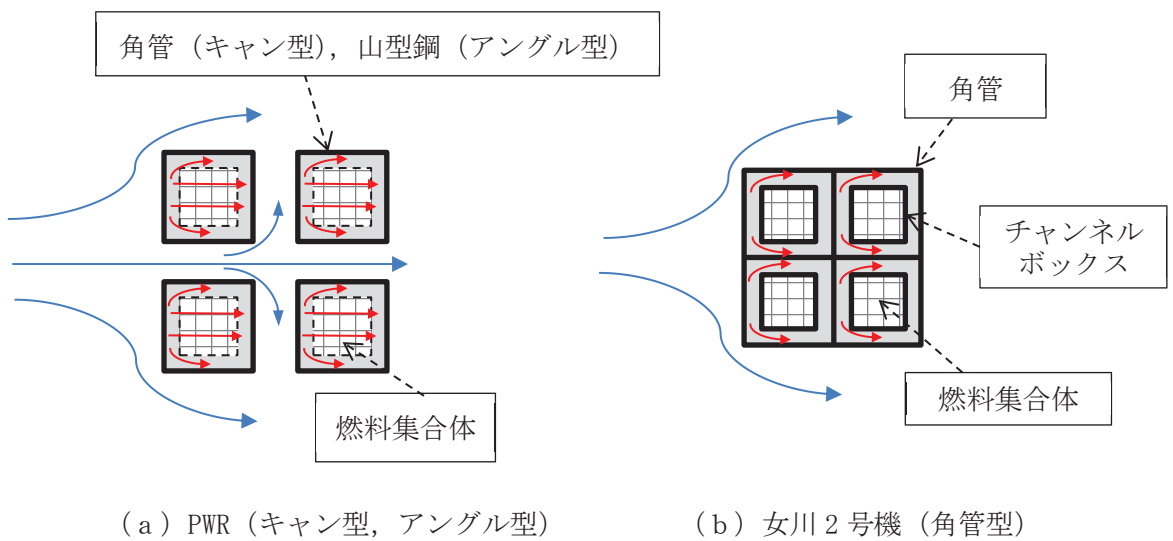 角管（キャン型），山型鋼（アングル型）
角管
チャンネル
ボックス
燃料集合体
燃料集合体
（a）PWR（キャン型，アングル型）
（b）女川２号機（角管型）